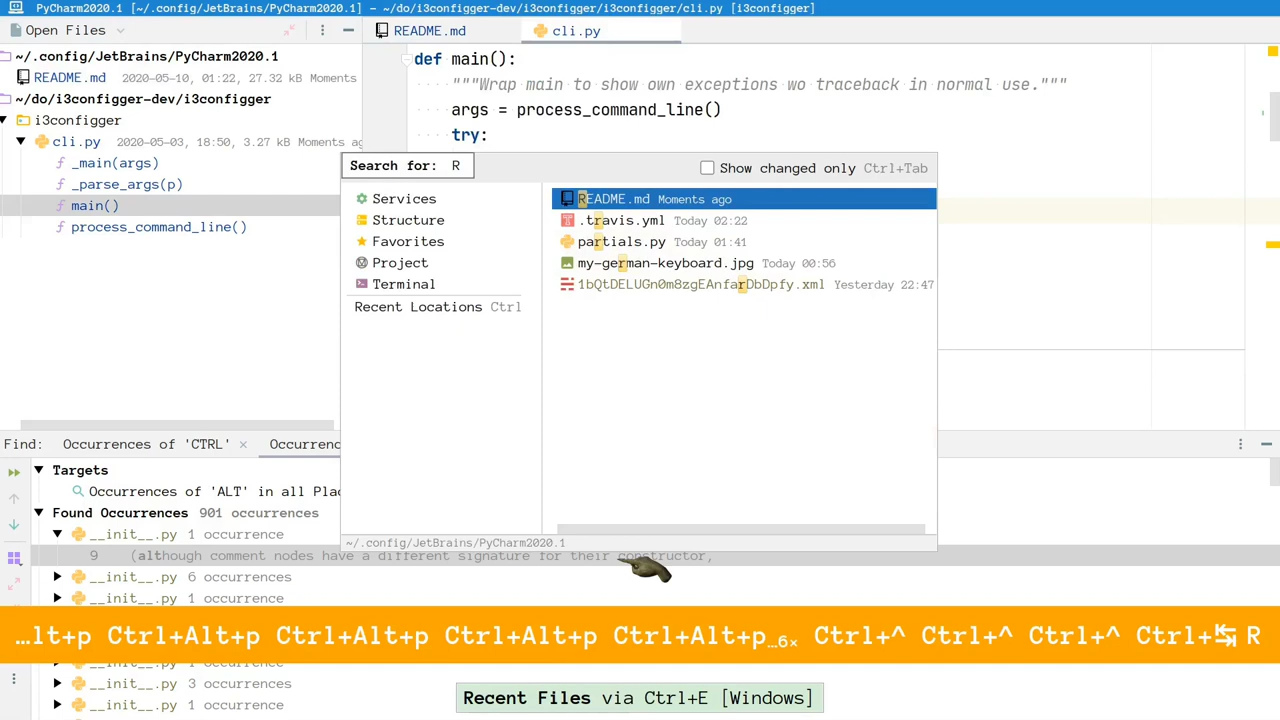 PyCharm2020.1 [~/.config/JetBrains/PyCharm2020.1] - ~/do/i3configger-dev/i3configger/i3configger/cli.py [i3configger]
Open Files
README.md
cli.py
~/.config/JetBrains/PyCharm2020.1
README.md 2020-05-10, 01:22, 27.32 kB Moments
~/do/i3configger-dev/i3configger
i3configger
cli.py 2020-05-03, 18:50, 3.27 kB Moments ag
_main(args)
_parse_args(p)
main()
process_command_line()
def main():
"""Wrap main to show own exceptions wo traceback in normal use."""
args = process_command_line()
try:
Search for: R
Show changed only Ctrl+Tab
Services
Structure
Favorites
Project
Terminal
Recent Locations Ctrl
README.md Moments ago
.travis.yml Today 02:22
partials.py Today 01:41
my-german-keyboard.jpg Today 00:56
1bQtDELUGn0m8zgEAnfarDbDpfy.xml Yesterday 22:47
~/.config/JetBrains/PyCharm2020.1
Find: Occurrences of 'CTRL' × Occurrenc
Targets
Occurrences of 'ALT' in all Pla
Found Occurrences 901 occurrences
__init__.py 1 occurrence
9 (although comment nodes have a different signature for their constructor,
__init__.py 6 occurrences
__init__.py 1 occurrence
…lt+p Ctrl+Alt+p Ctrl+Alt+p Ctrl+Alt+p Ctrl+Alt+p…6× Ctrl+^ Ctrl+^ Ctrl+^ Ctrl+↹ R
__init__.py 3 occurrences
__init__.py 1 occurrence
Recent Files via Ctrl+E [Windows]